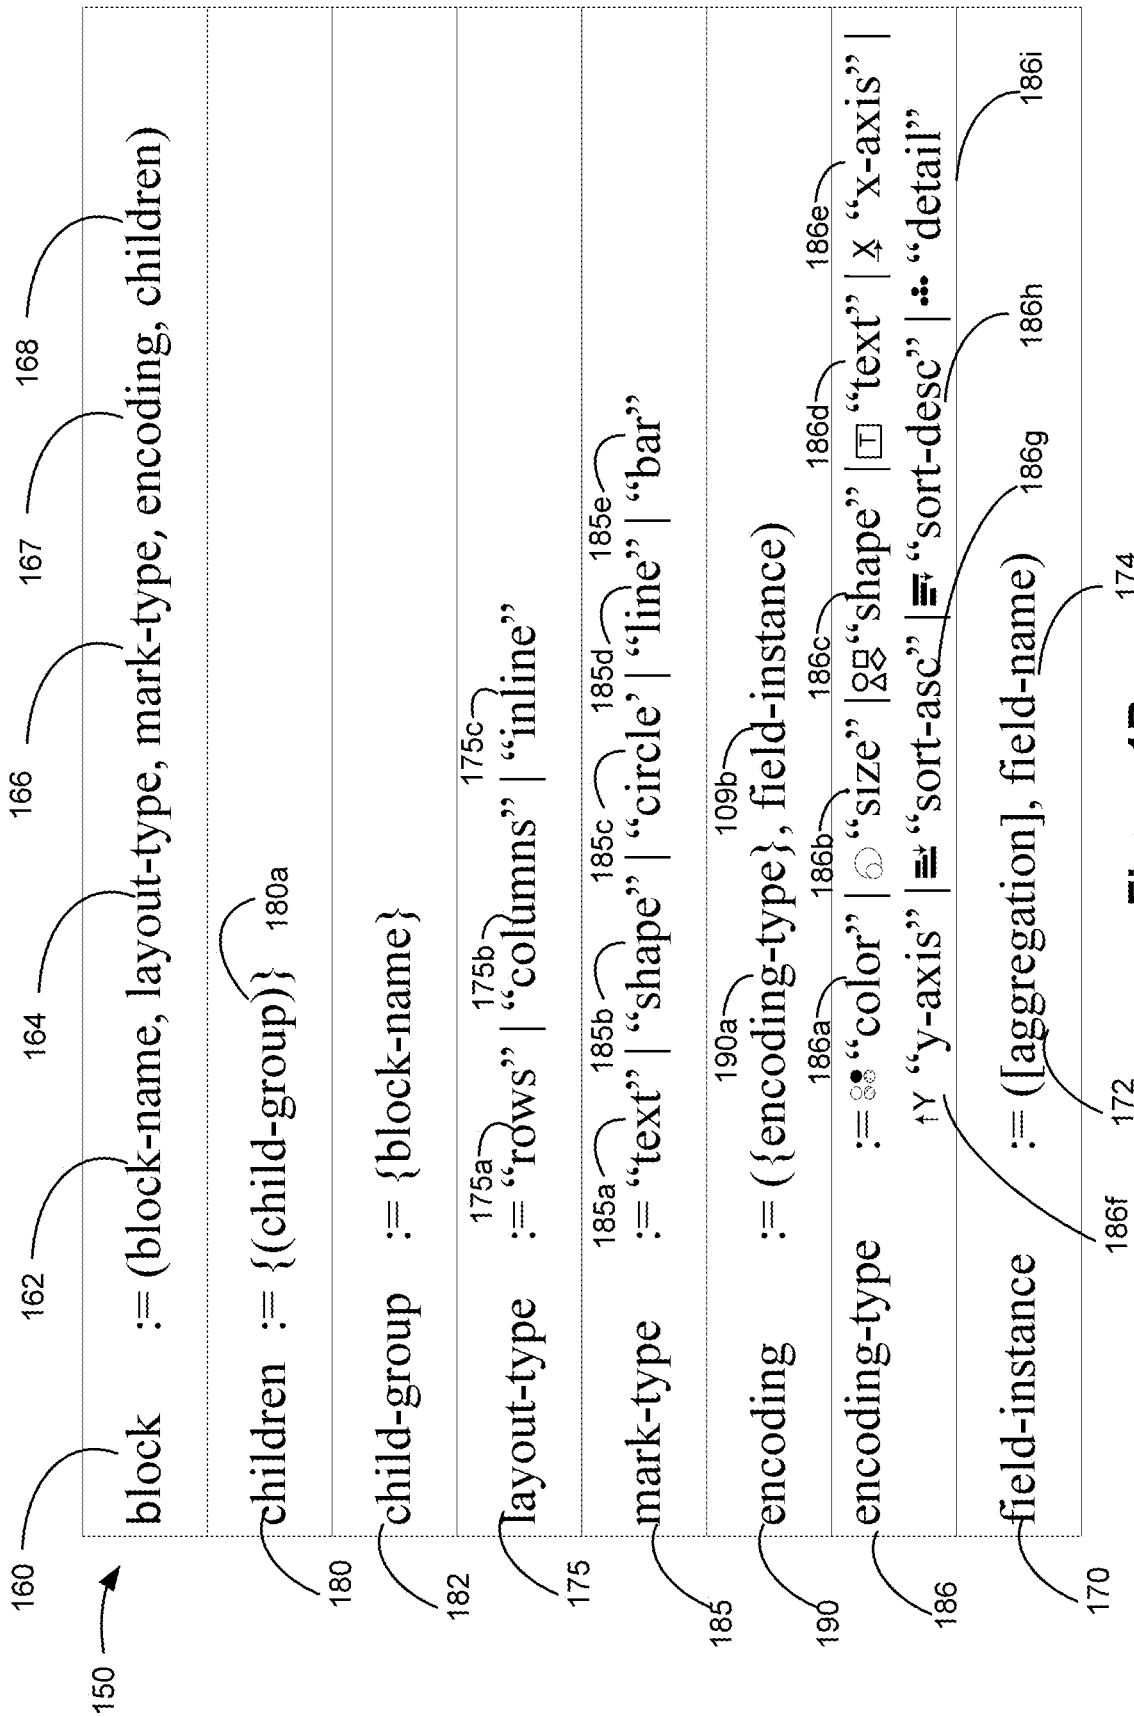 160 162 164 166 167 168
150
block := (block-name, layout-type, mark-type, encoding, children)
180a
children := {(child-group)}
180
child-group := {block-name}
182
175a 175b 175c
layout-type := “rows” | “columns” | “inline”
175
185a 185b 185c 185d 185e
mark-type := “text” | “shape” | “circle’ | “line” | “bar”
185
190a 109b
encoding := ({encoding-type}, field-instance)
190
186a 186b 186c 186d 186e
encoding-type := “color” | “size” | “shape” | T “text” | X “x-axis” |
↑Y “y-axis” | “sort-asc” | “sort-desc” | “detail”
186
186f 186g 186h 186i
field-instance := ([aggregation], field-name)
170 172 174